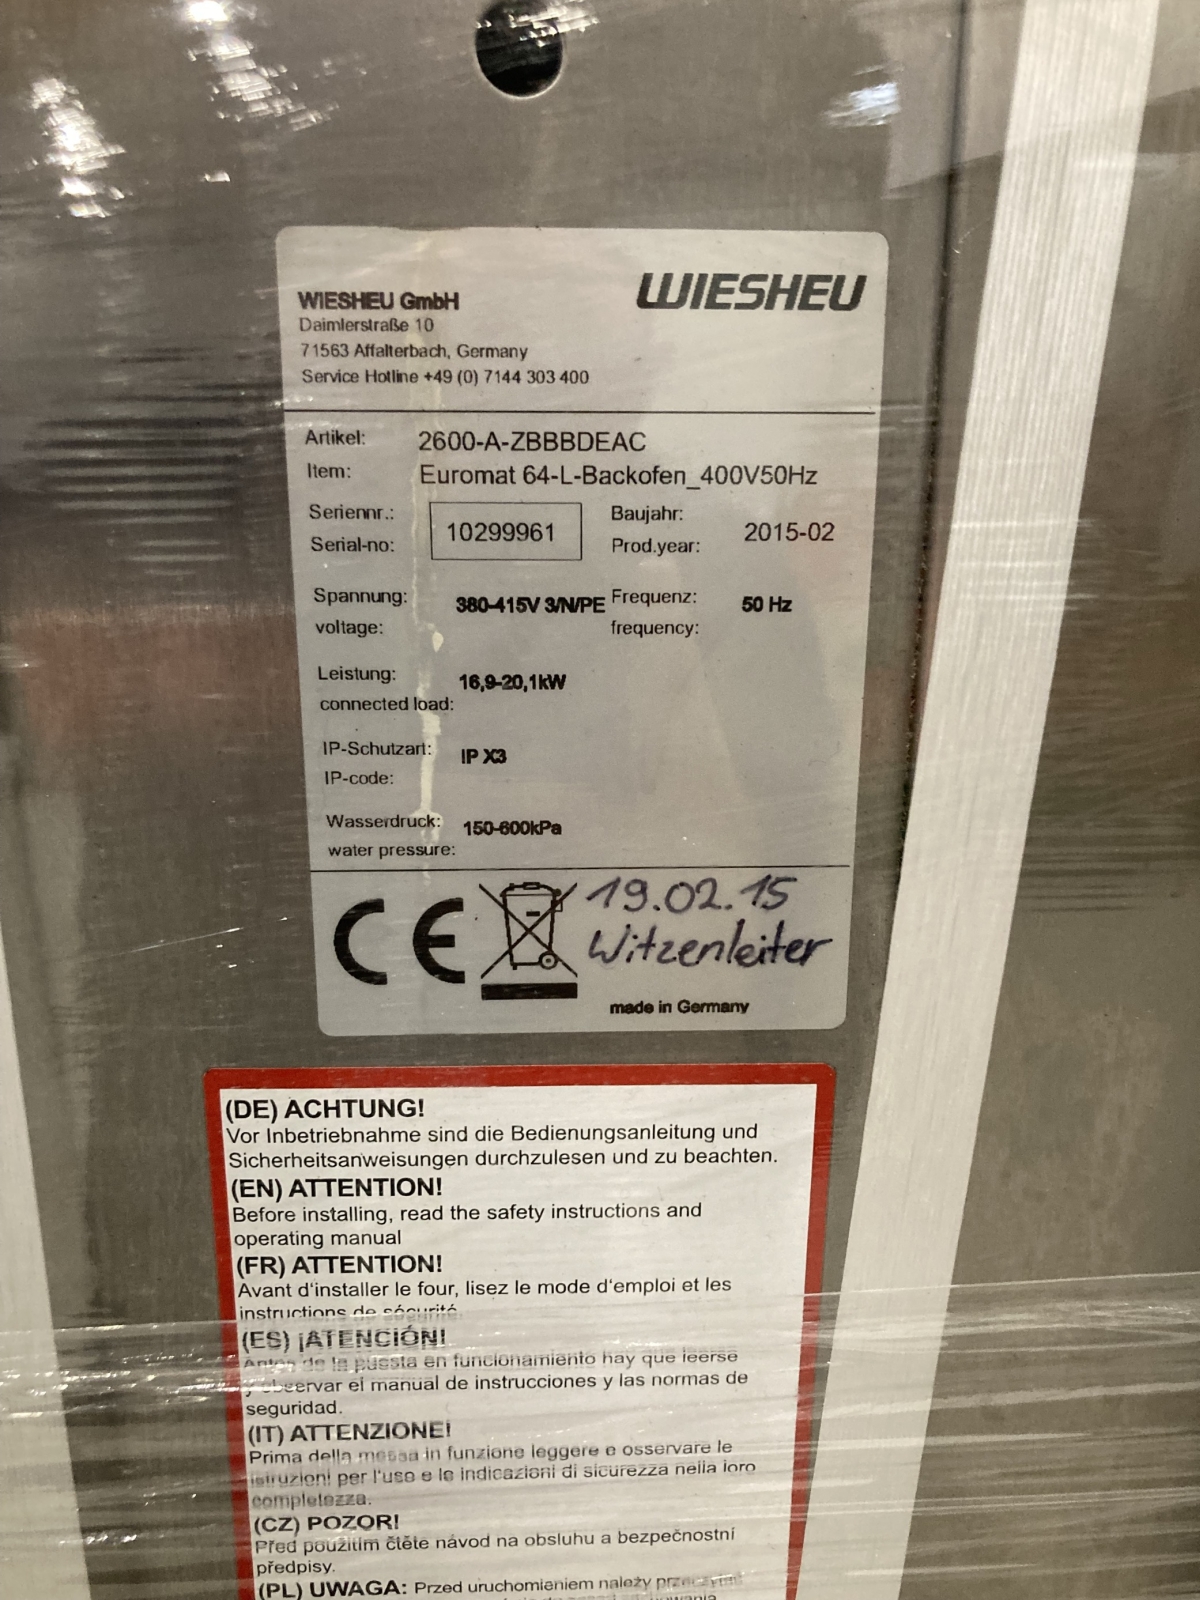 WIESHEU GmbH
WIESHEU
Daimlerstraße 10
71563 Affalterbach, Germany
Service Hotline +49 (0) 7144 303 400
Artikel: 2600-A-ZBBBDEAC
Item: Euromat 64-L-Backofen_400V50Hz
Seriennr.:
Serial-no: 10299961
Baujahr:
Prod.year: 2015-02
Spannung:
voltage: 380-415V 3/N/PE
Frequenz:
frequency: 50 Hz
Leistung:
connected load: 16,9-20,1kW
IP-Schutzart:
IP-code: IP X3
Wasserdruck:
water pressure: 150-600kPa
CE
19.02.15
Witzenleiter
made in Germany
(DE) ACHTUNG!
Vor Inbetriebnahme sind die Bedienungsanleitung und
Sicherheitsanweisungen durchzulesen und zu beachten.
(EN) ATTENTION!
Before installing, read the safety instructions and
operating manual
(FR) ATTENTION!
Avant d'installer le four, lisez le mode d'emploi et les
instructions de sécurité.
(ES) ¡ATENCIÓN!
Antes de la puesta en funcionamiento hay que leerse
y observar el manual de instrucciones y las normas de
seguridad.
(IT) ATTENZIONE!
Prima della messa in funzione leggere e osservare le
istruzioni per l'uso e le indicazioni di sicurezza nella loro
completezza.
(CZ) POZOR!
Před použitím čtěte návod na obsluhu a bezpečnostní
předpisy.
(PL) UWAGA: Przed uruchomieniem należy